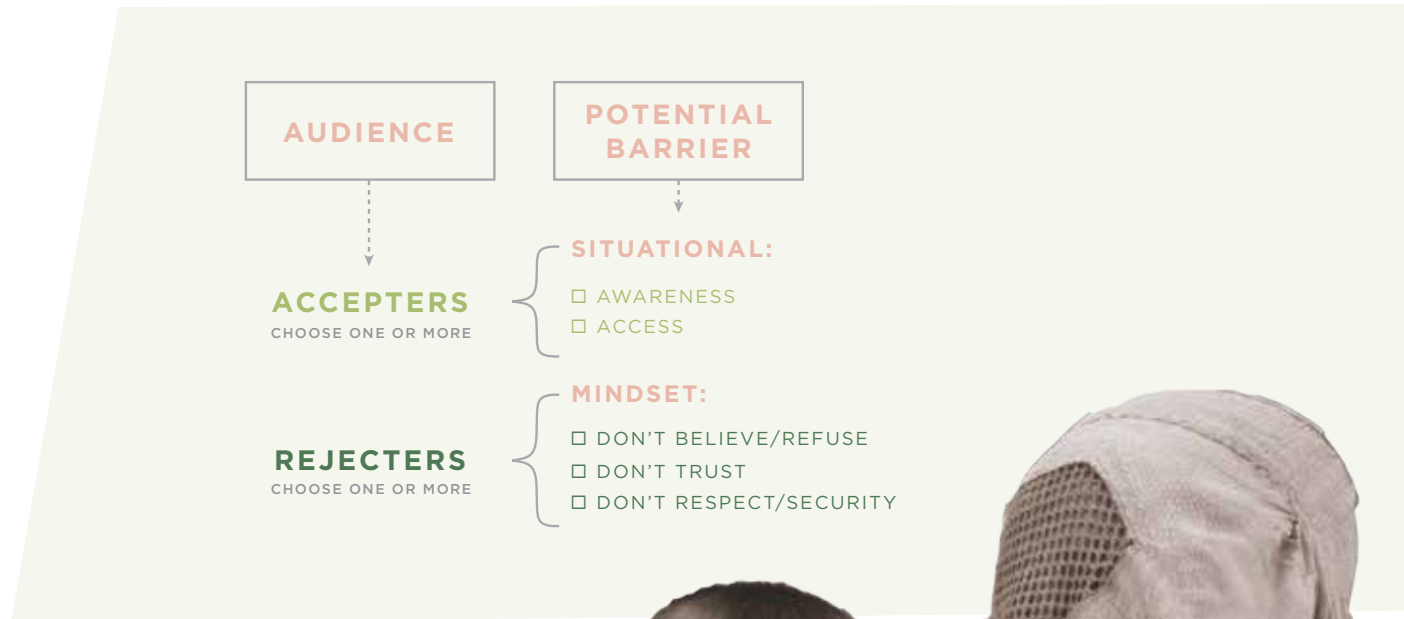 AUDIENCE
POTENTIAL
BARRIER
ACCEPTERS
CHOOSE ONE OR MORE
SITUATIONAL:
☐ AWARENESS
☐ ACCESS
REJECTERS
CHOOSE ONE OR MORE
MINDSET:
☐ DON’T BELIEVE/REFUSE
☐ DON’T TRUST
☐ DON’T RESPECT/SECURITY